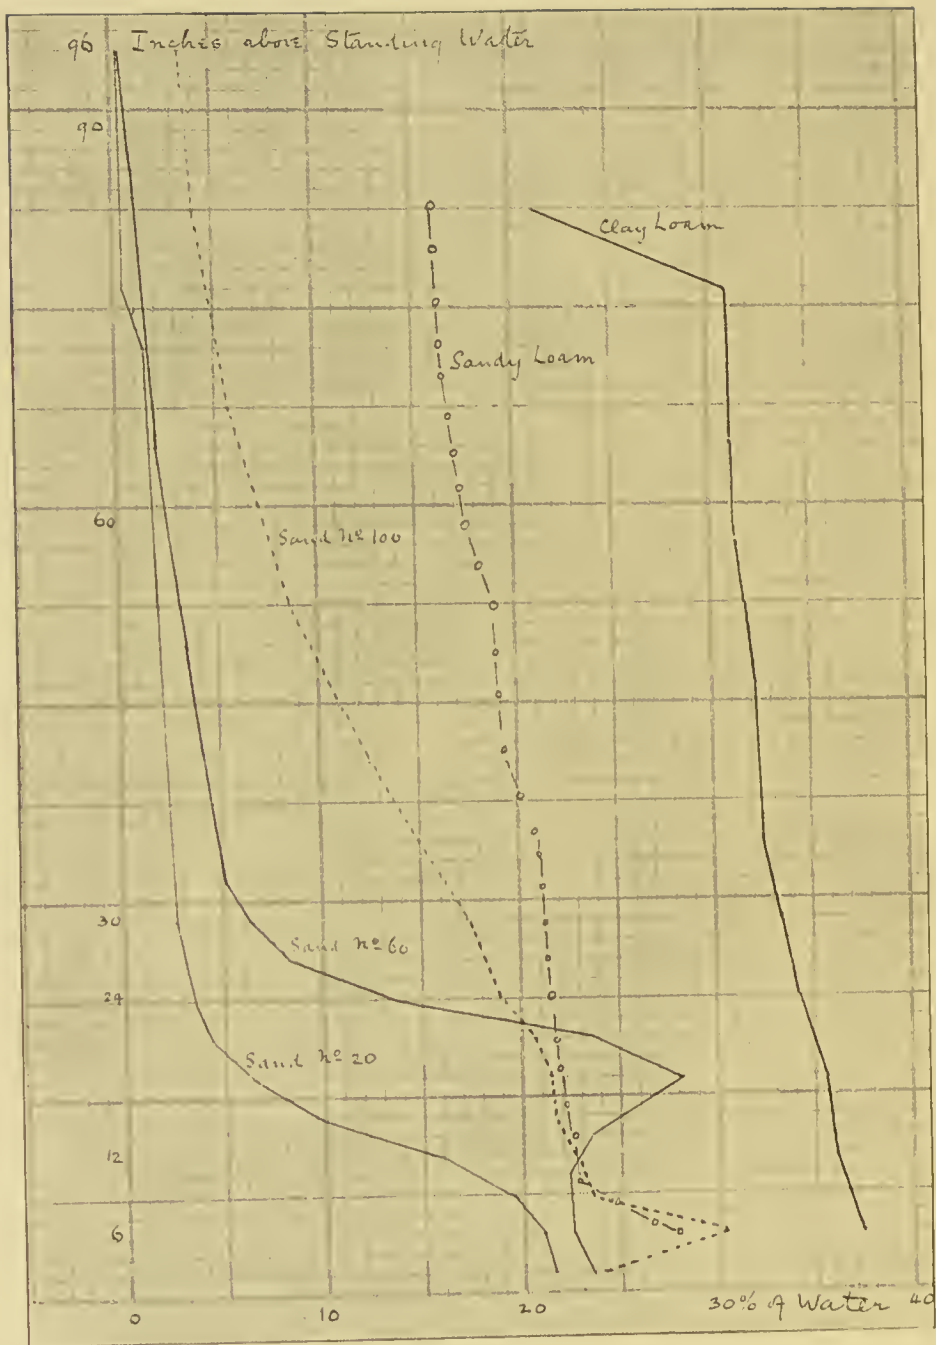 96 Inches above Standing Water
90
Clay Loam
Sandy Loam
60
Sand No 100
30
Sand No 60
24
Sand No 20
12
6
0 10 20 30% of Water 40